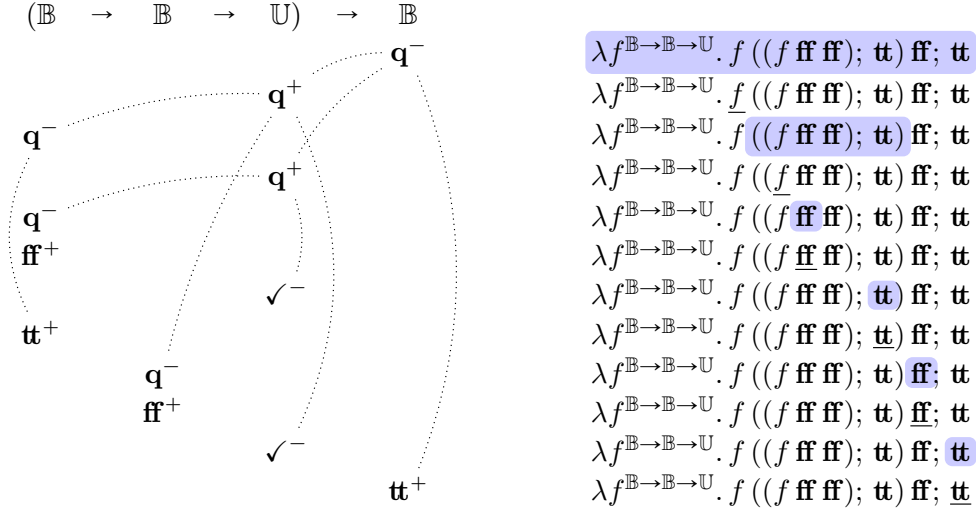 (𝔹 → 𝔹 → 𝕌) → 𝔹
q⁻
q⁺
q⁻
q⁺
q⁻
ff⁺
✓⁻
tt⁺
q⁻
ff⁺
✓⁻
tt⁺
λf^{𝔹→𝔹→𝕌}. f ((f ff ff); tt) ff; tt
λf^{𝔹→𝔹→𝕌}. f ((f ff ff); tt) ff; tt
λf^{𝔹→𝔹→𝕌}. f ((f ff ff); tt) ff; tt
λf^{𝔹→𝔹→𝕌}. f ((f ff ff); tt) ff; tt
λf^{𝔹→𝔹→𝕌}. f ((f ff ff); tt) ff; tt
λf^{𝔹→𝔹→𝕌}. f ((f ff ff); tt) ff; tt
λf^{𝔹→𝔹→𝕌}. f ((f ff ff); tt) ff; tt
λf^{𝔹→𝔹→𝕌}. f ((f ff ff); tt) ff; tt
λf^{𝔹→𝔹→𝕌}. f ((f ff ff); tt) ff; tt
λf^{𝔹→𝔹→𝕌}. f ((f ff ff); tt) ff; tt
λf^{𝔹→𝔹→𝕌}. f ((f ff ff); tt) ff; tt
λf^{𝔹→𝔹→𝕌}. f ((f ff ff); tt) ff; tt